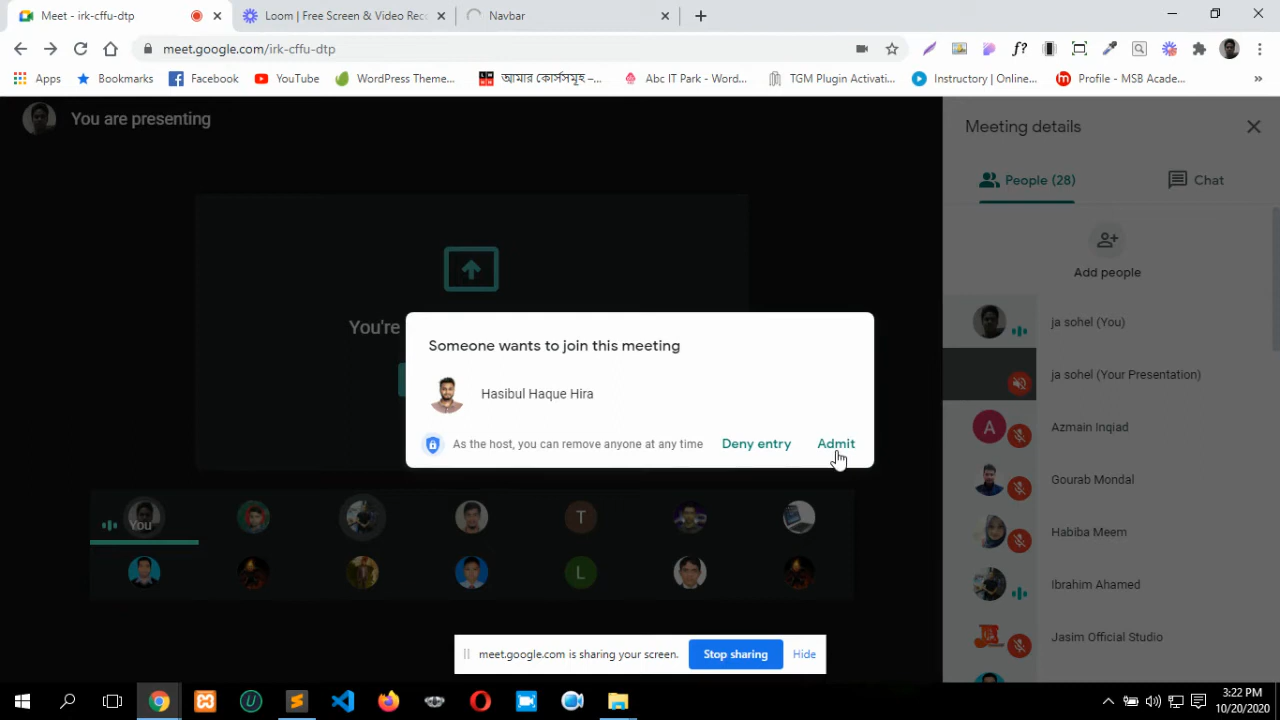 Meet - irk-cffu-dtp
Loom | Free Screen & Video Rec
Navbar
meet.google.com/irk-cffu-dtp
f?
Apps
Bookmarks
Facebook
YouTube
WordPress Theme...
আমার কোর্সসমূহ –...
Abc IT Park - Word...
TGM Plugin Activati...
Instructory | Online...
Profile - MSB Acade...
»
You are presenting
Meeting details
People (28)
Chat
Add people
You're
Someone wants to join this meeting
Hasibul Haque Hira
As the host, you can remove anyone at any time
Deny entry
Admit
ja sohel (You)
ja sohel (Your Presentation)
A
Azmain Inqiad
Gourab Mondal
Habiba Meem
Ibrahim Ahamed
Jasim Official Studio
You
T
L
meet.google.com is sharing your screen.
Stop sharing
Hide
3:22 PM
10/20/2020